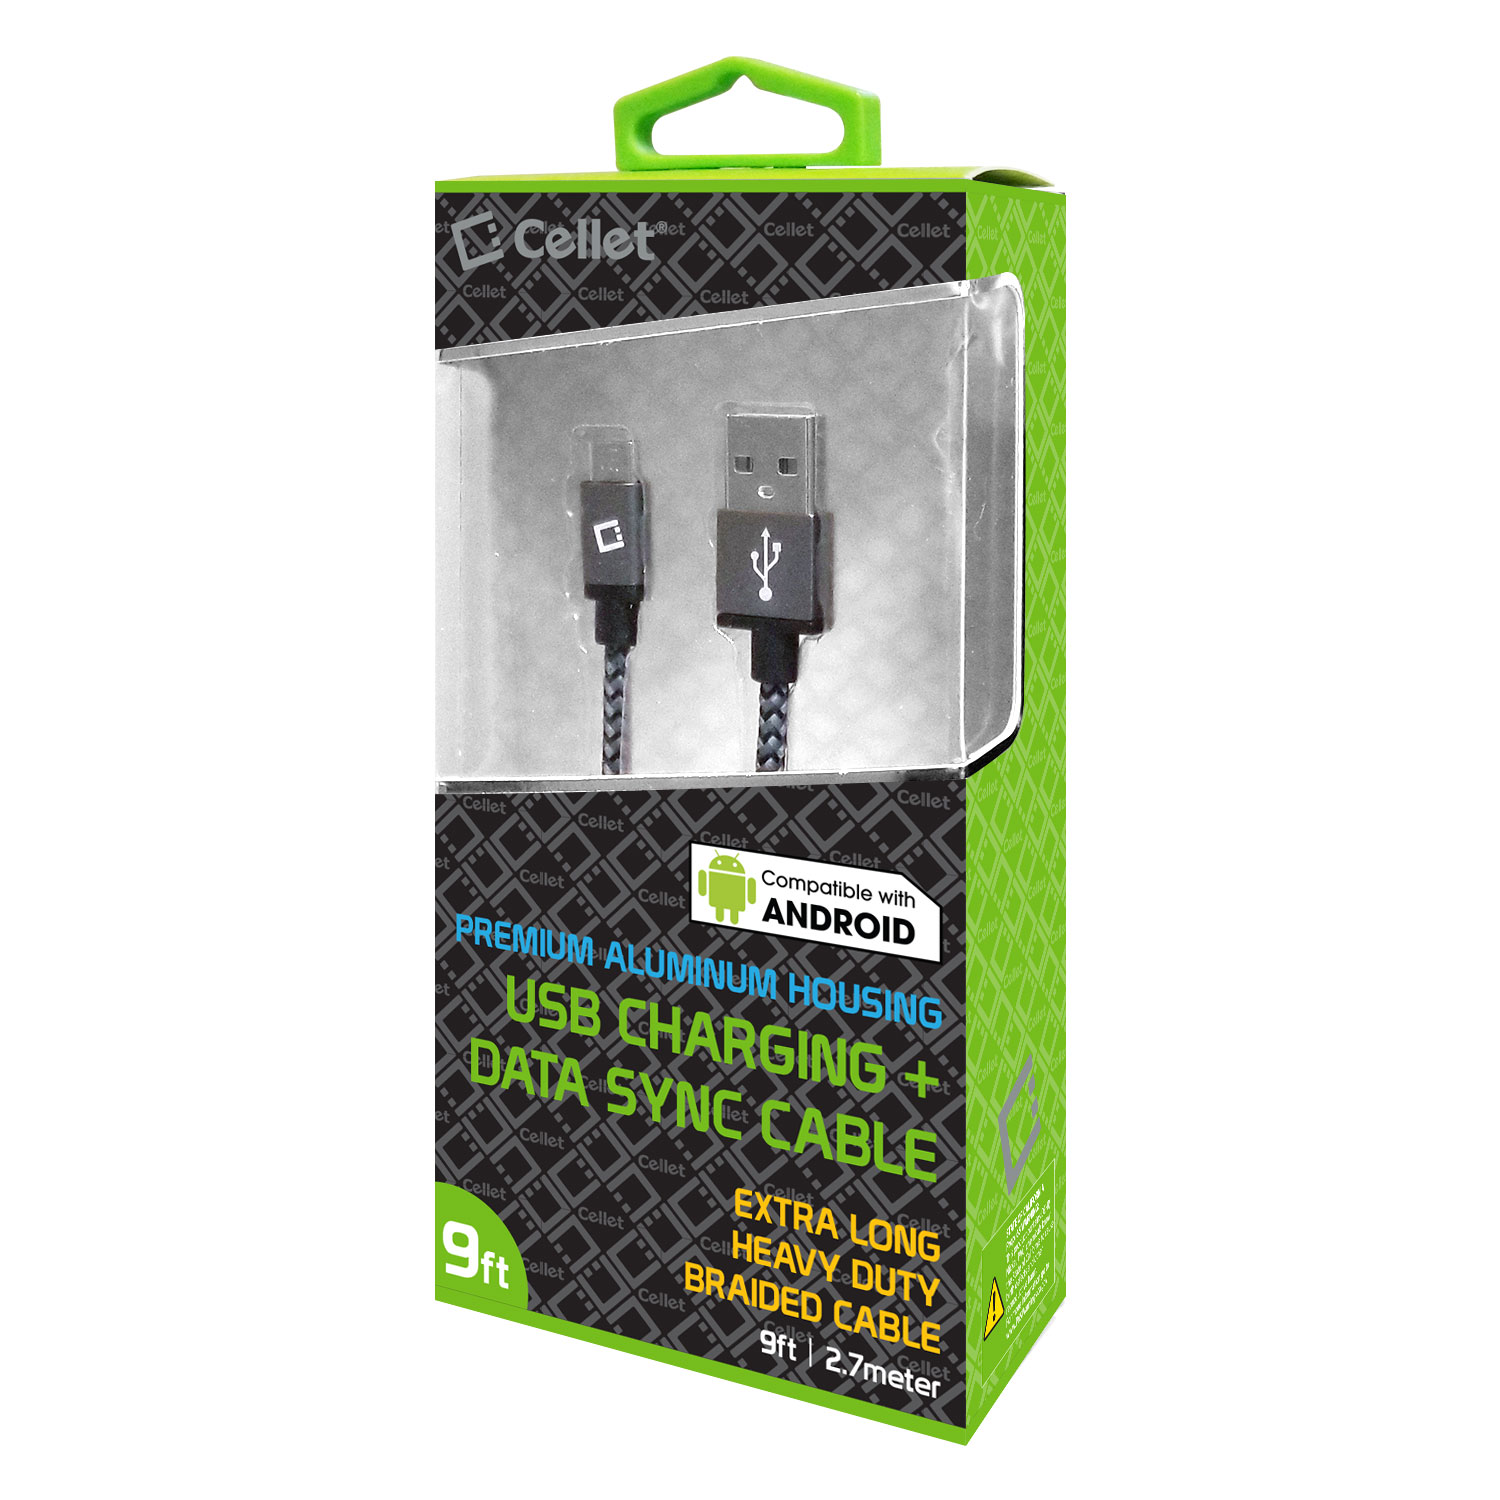 Cellet®
Compatible with
ANDROID
PREMIUM ALUMINUM HOUSING
USB CHARGING +
DATA SYNC CABLE
EXTRA LONG
HEAVY DUTY
BRAIDED CABLE
9ft | 2.7meter
9ft